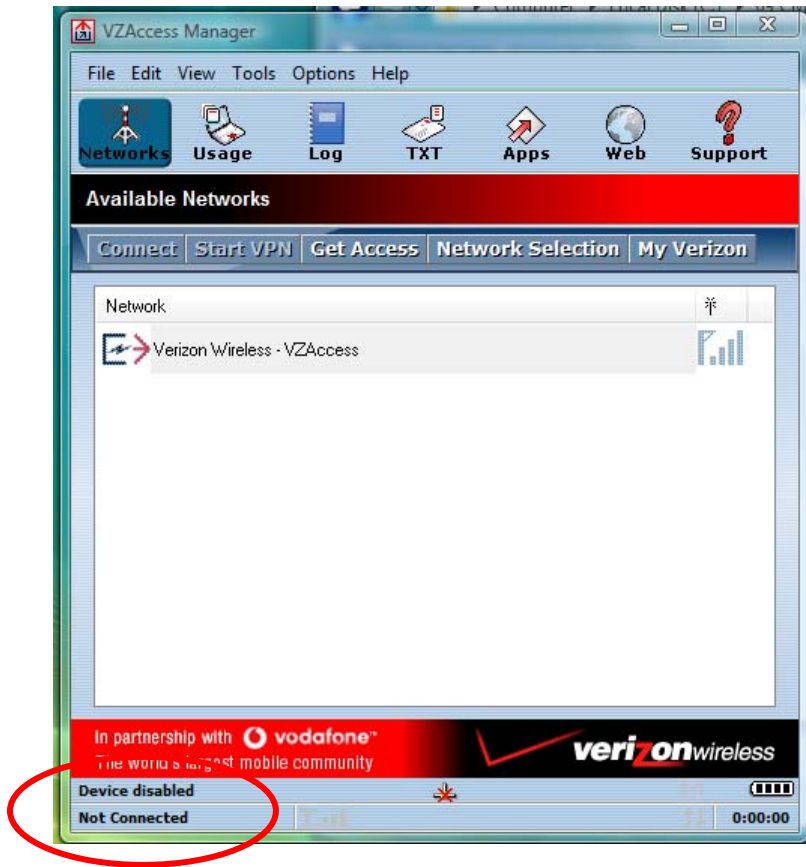 VZAccess Manager
File Edit View Tools Options Help
Networks Usage Log TXT Apps Web Support
Available Networks
Connect Start VPN Get Access Network Selection My Verizon
Network
Verizon Wireless - VZAccess
In partnership with vodafone™
The world's largest mobile community
verizonwireless
Device disabled
Not Connected 0:00:00